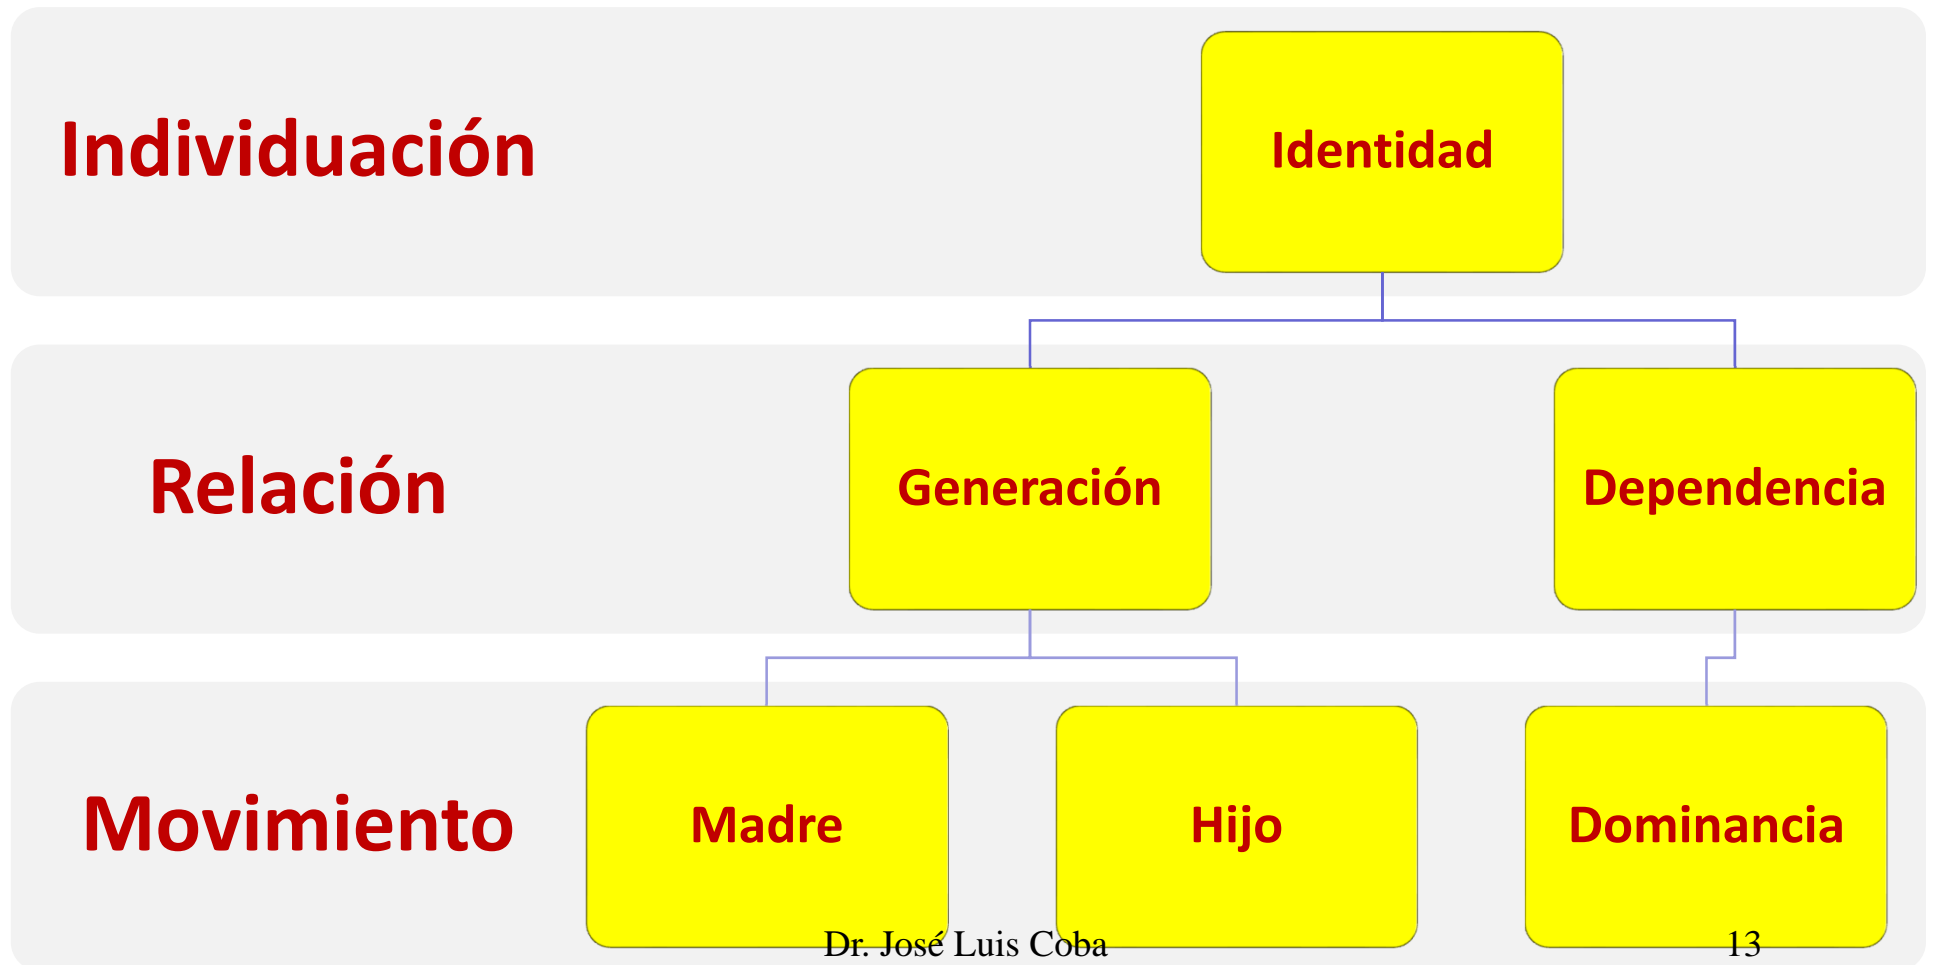 Individuación
Identidad
Relación
Generación
Dependencia
Movimiento
Madre
Hijo
Dominancia
Dr. José Luis Coba
13